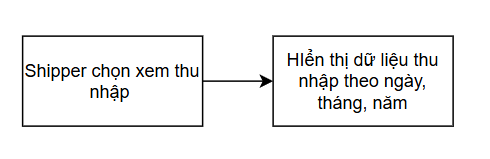 Shipper chọn xem thu
nhập
HIển thị dữ liệu thu
nhập theo ngày,
tháng, năm